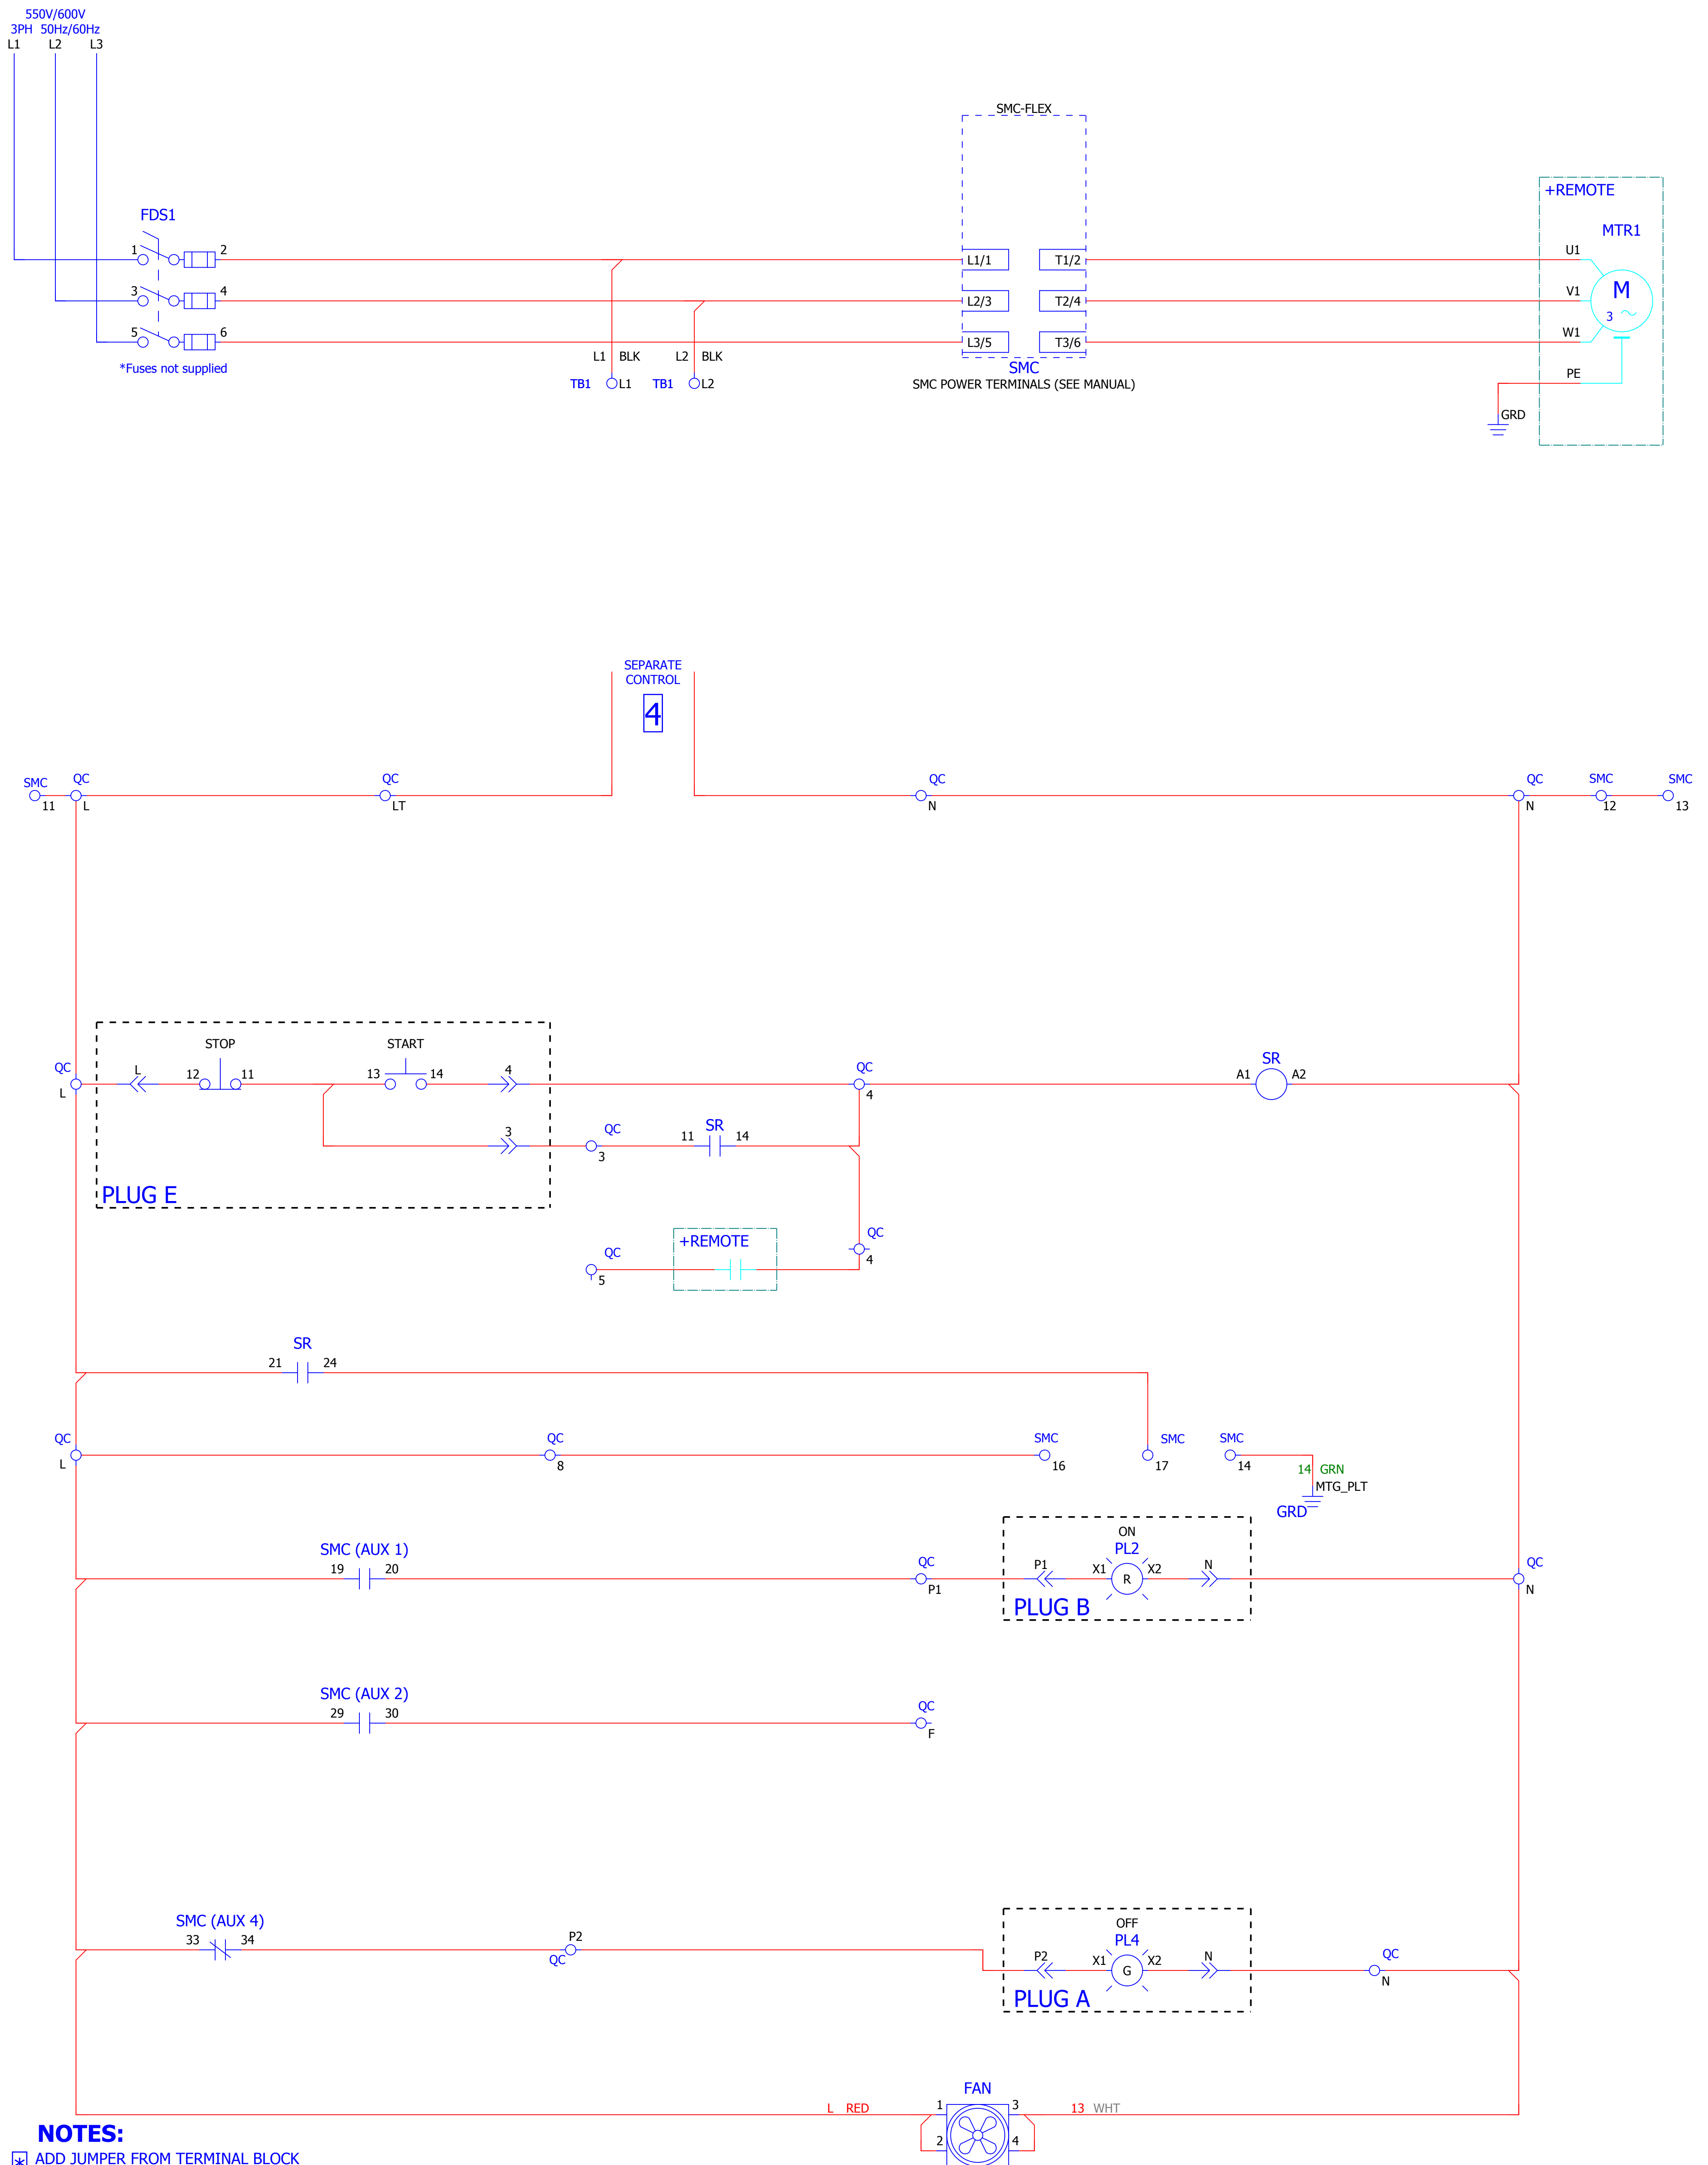 550V/600V
3PH 50Hz/60Hz
L1 L2 L3
SMC-FLEX
+REMOTE
FDS1
MTR1
1 2 L1/1 T1/2 U1
3 4 L2/3 T2/4 V1 M
3
5 6 L3/5 T3/6 W1
*Fuses not supplied
L1 BLK L2 BLK
SMC
TB1 L1 TB1 L2
SMC POWER TERMINALS (SEE MANUAL)
PE
GRD
SEPARATE
CONTROL
4
SMC QC QC QC QC SMC SMC
11 L LT N N 12 13
STOP START
QC L 12 11 13 14 4 QC SR
A1 A2
L 4
3 QC 11 SR 14
3
PLUG E
+REMOTE QC
QC 4
5
SR
21 24
QC QC SMC SMC SMC
L 8 16 17 14
14 GRN
MTG_PLT
GRD
ON
SMC (AUX 1) PL2
19 20 QC P1 X1 R X2 N QC
P1 N
PLUG B
SMC (AUX 2)
29 30 QC
F
OFF
SMC (AUX 4) PL4
33 34 P2
QC
P2 X1 G X2 N QC
N
PLUG A
FAN
L RED 1 3 13 WHT
2 4
NOTES:
* ADD JUMPER FROM TERMINAL BLOCK